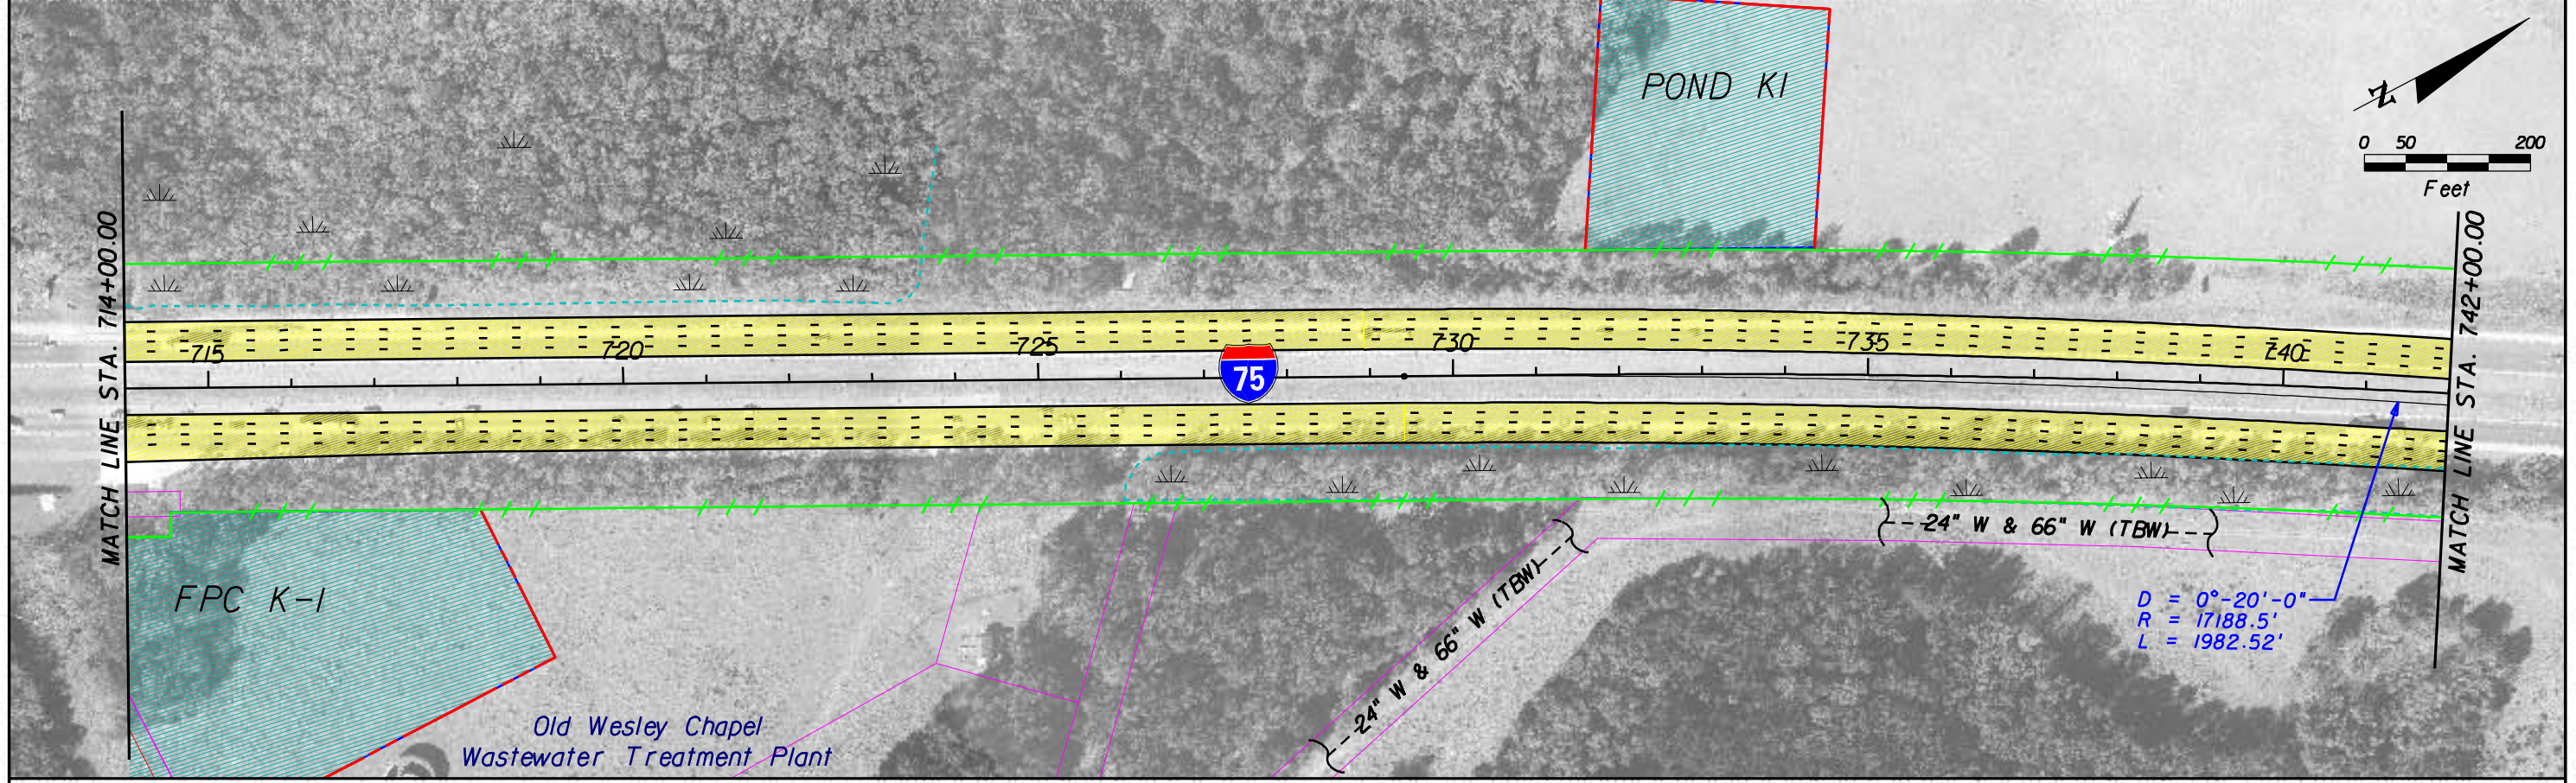 POND K1
Z
0 50 200
Feet
MATCH LINE STA. 714+00.00
715
720
725
730
735
740
75
MATCH LINE STA. 742+00.00
24" W & 66" W (TBW)
24" W & 66" W (TBW)
FPC K-1
D = 0°-20'-0"
R = 17188.5'
L = 1982.52'
Old Wesley Chapel
Wastewater Treatment Plant